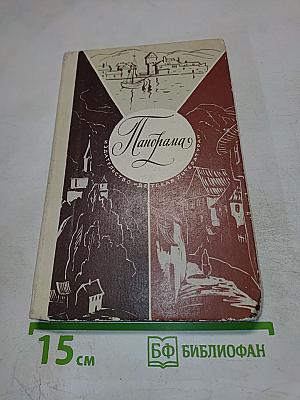 Панорама
ИЗДАТЕЛЬСТВО «ДЕТСКАЯ ЛИТЕРАТУРА»
15 см
БФ БИБЛИОФАН